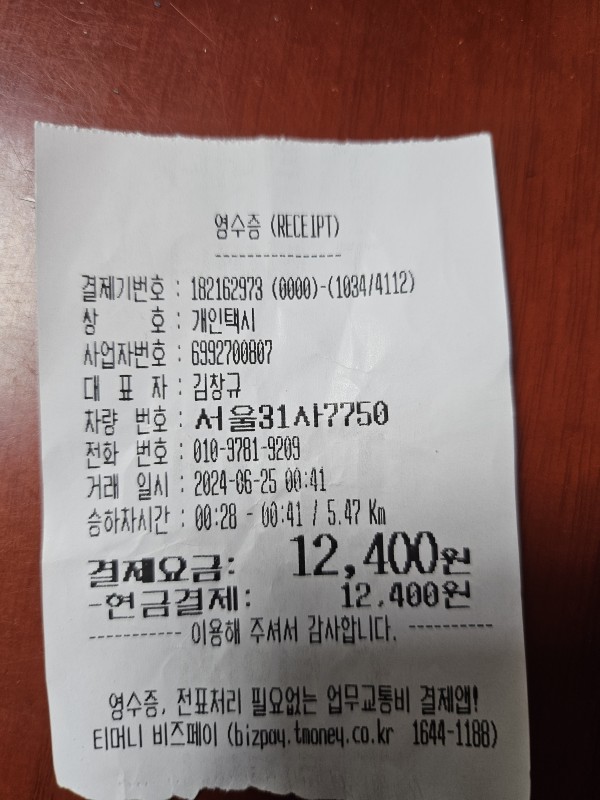 영수증 (RECEIPT)
----------------
결제기번호 : 182162973 (0000)-(1034/4112)
상 호 : 개인택시
사업자번호 : 6992700807
대 표 자 : 김창규
차량 번호 : 서울31사7750
전화 번호 : 010-9781-9209
거래 일시 : 2024-06-25 00:41
승하차시간 : 00:28 - 00:41 / 5.47 Km
결제요금: 12,400원
-현금결제: 12,400원
----------- 이용해 주셔서 감사합니다. ----------
영수증, 전표처리 필요없는 업무교통비 결제앱!
티머니 비즈페이 (bizpay.tmoney.co.kr 1644-1188)